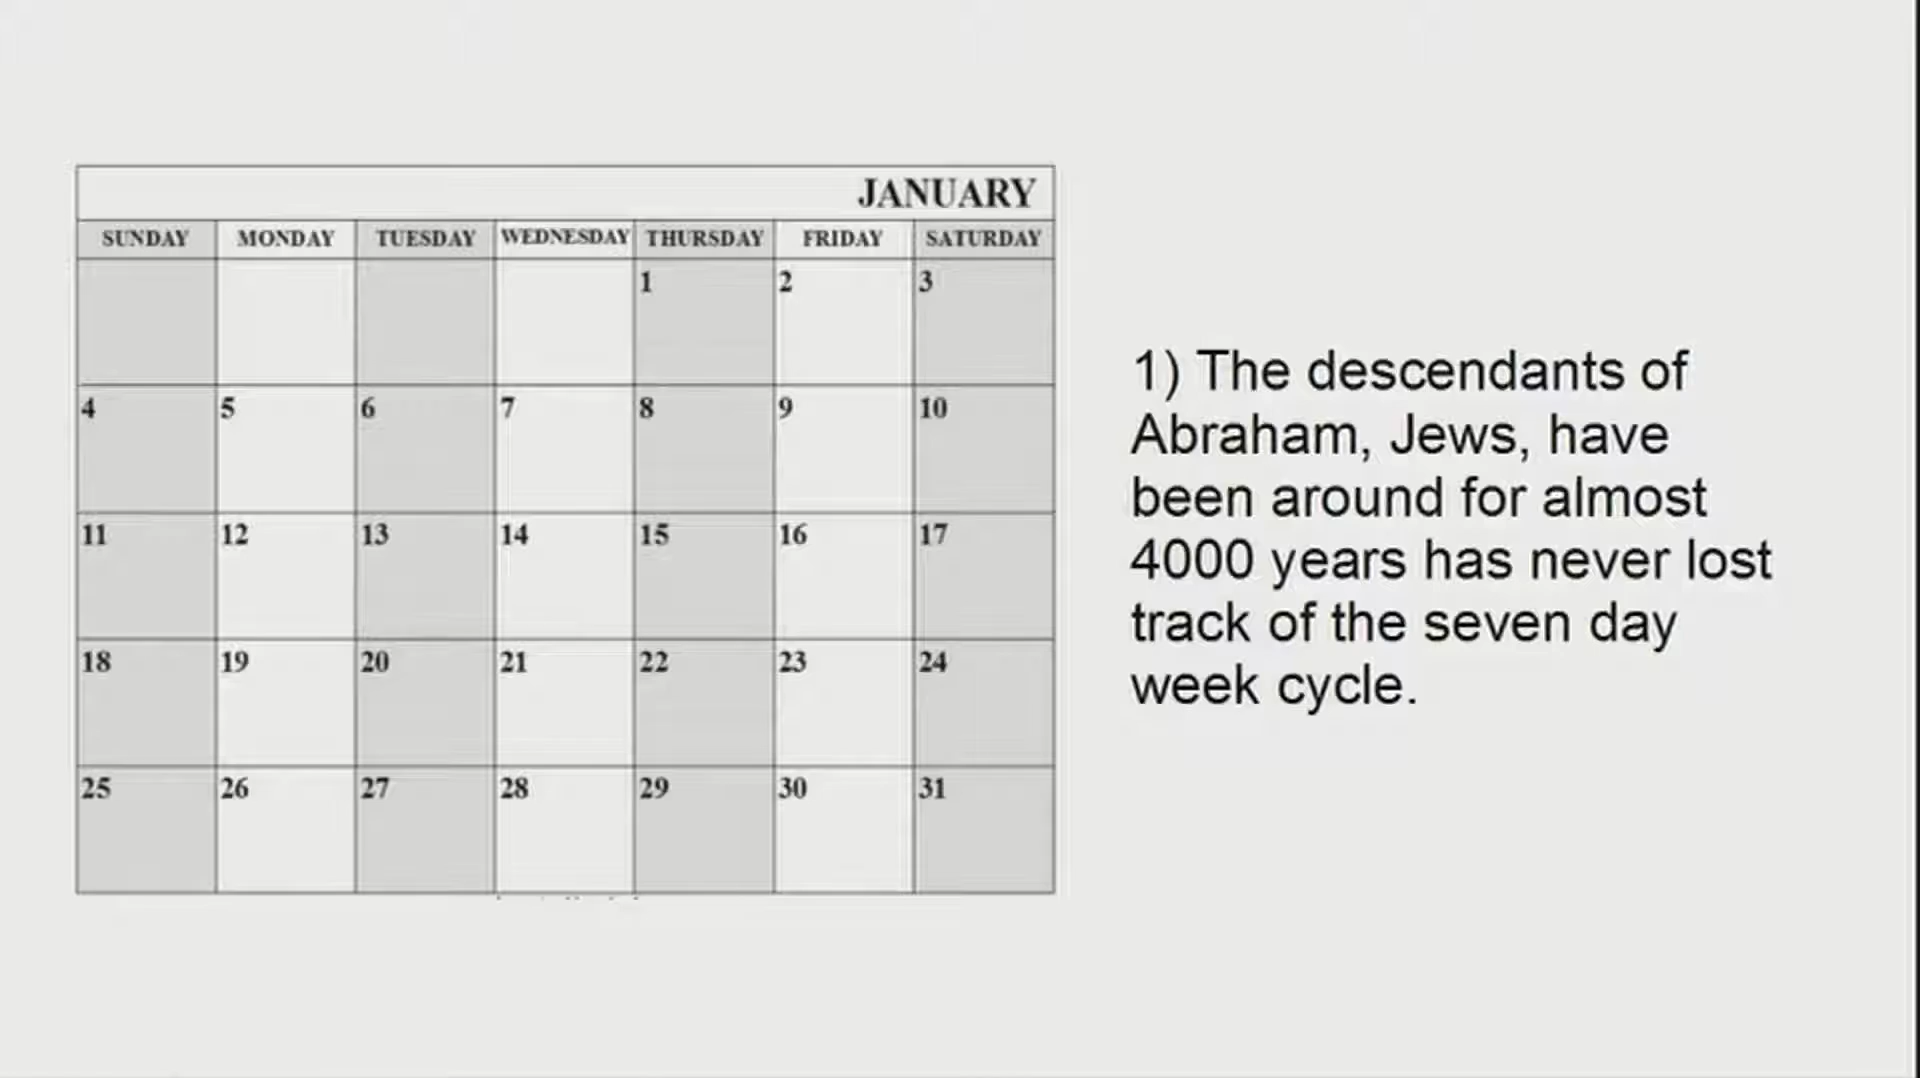 JANUARY
SUNDAY MONDAY TUESDAY WEDNESDAY THURSDAY FRIDAY SATURDAY
1 2 3
4 5 6 7 8 9 10
11 12 13 14 15 16 17
18 19 20 21 22 23 24
25 26 27 28 29 30 31
1) The descendants of
Abraham, Jews, have
been around for almost
4000 years has never lost
track of the seven day
week cycle.